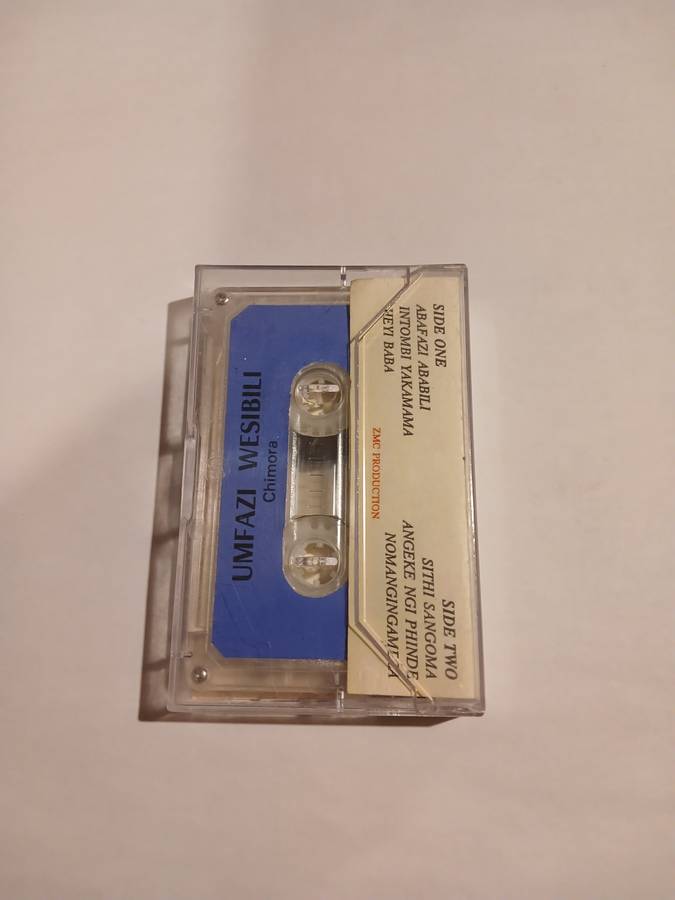 UMFAZI WESIBILI
Chimora
SIDE ONE
ABAFAZI ABABILI
INTOMBI YAKAMAMA
HEYI BABA
ZMC PRODUCTION
SIDE TWO
SITHI SANGOMA
ANGEKE NGI PHINDE